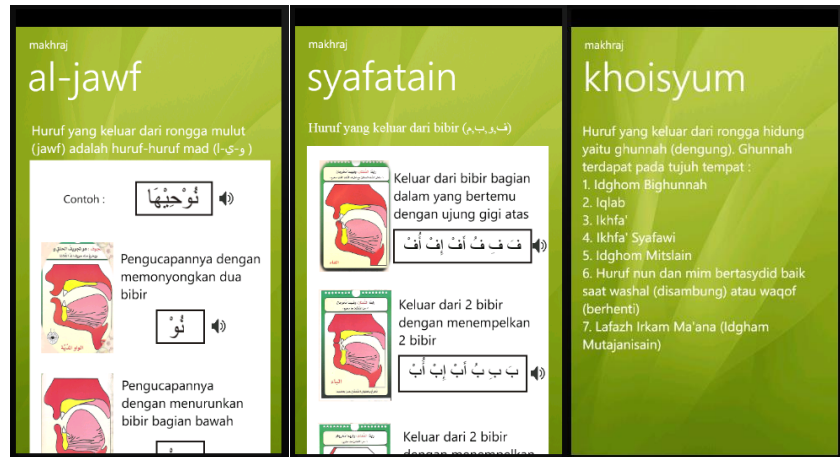 makhraj
al-jawf
Huruf yang keluar dari rongga mulut
(jawf) adalah huruf-huruf mad (ا-ي-و )
Contoh :
نُوْحِيْهَا
Pengucapannya dengan
memonyongkan dua
bibir
نُوْ
Pengucapannya
dengan menurunkan
bibir bagian bawah
makhraj
syafatain
Huruf yang keluar dari bibir (ف,و,ب,م)
Keluar dari bibir bagian
dalam yang bertemu
dengan ujung gigi atas
فَ فِ فُ أَفْ إِفْ أُفْ
Keluar dari 2 bibir
dengan menempelkan
2 bibir
بَ بِ بُ أَبْ إِبْ أُبْ
Keluar dari 2 bibir
dengan menempelkan
makhraj
khoisyum
Huruf yang keluar dari rongga hidung
yaitu ghunnah (dengung). Ghunnah
terdapat pada tujuh tempat :
1. Idghom Bighunnah
2. Iqlab
3. Ikhfa'
4. Ikhfa' Syafawi
5. Idghom Mitslain
6. Huruf nun dan mim bertasydid baik
saat washal (disambung) atau waqof
(berhenti)
7. Lafazh Irkam Ma'ana (Idgham
Mutajanisain)